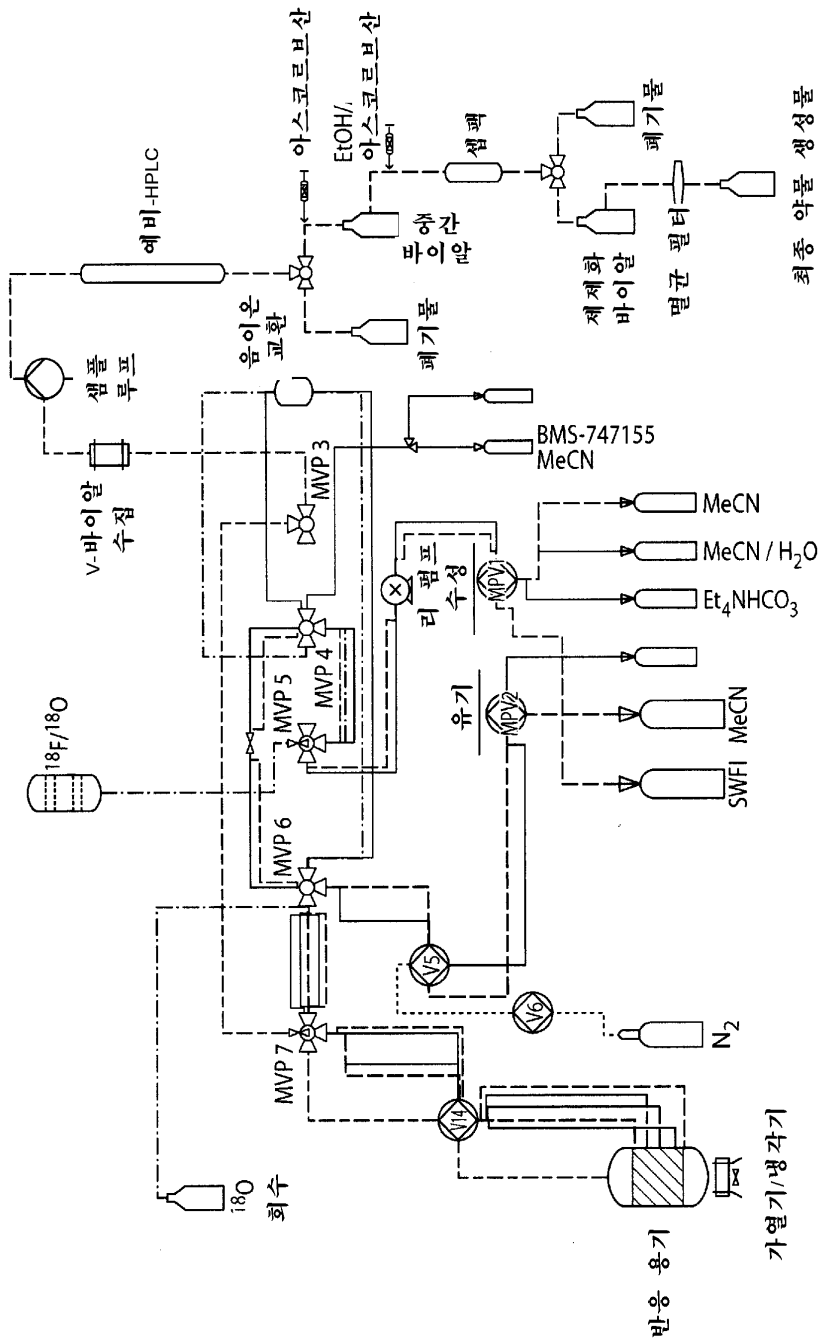 18O
회수
MVP 7
MVP 6
18F/18O
MVP 5
MVP 4
MVP 3
V-바이알
수집
샘플
루프
예비-HPLC
음이온
교환
폐기물
아스코르브산
중간
바이알
EtOH/.
아스코르브산
셉팩
폐기물
제제화
바이알
멸균 필터
최종 약물 생성물
BMS-747155
MeCN
리 펌프
수성
MPV1
MeCN
MeCN / H2O
Et4NHCO3
유기
MPV2
MeCN
SWFI
V5
V6
N2
V14
반응 용기
가열기/냉각기